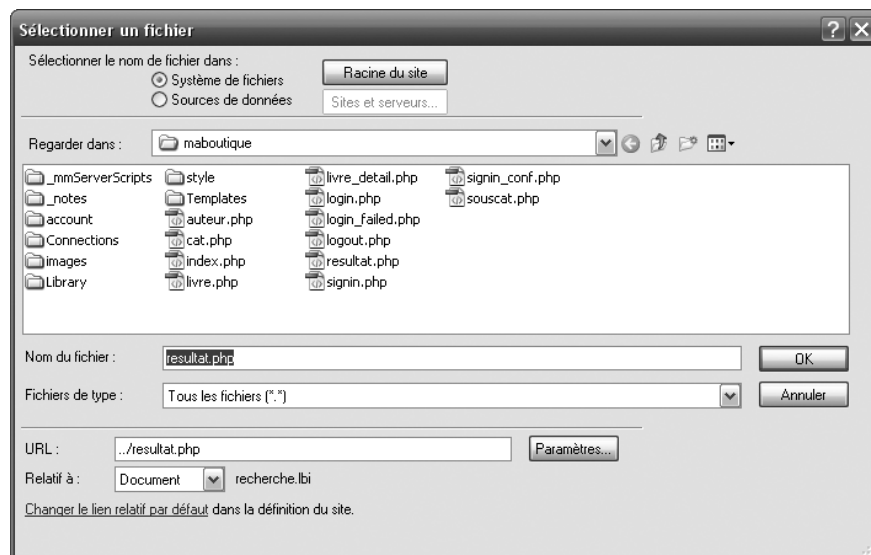 Sélectionner un fichier
Sélectionner le nom de fichier dans :
Système de fichiers
Racine du site
Sources de données
Sites et serveurs...
Regarder dans :
maboutique
_mmServerScripts style livre_detail.php signin_conf.php
_notes Templates login.php souscat.php
account auteur.php login_failed.php
Connections cat.php logout.php
images index.php resultat.php
Library livre.php signin.php
Nom du fichier : resultat.php OK
Fichiers de type : Tous les fichiers (*.*) Annuler
URL : ../resultat.php Paramètres...
Relatif à : Document recherche.lbi
Changer le lien relatif par défaut dans la définition du site.